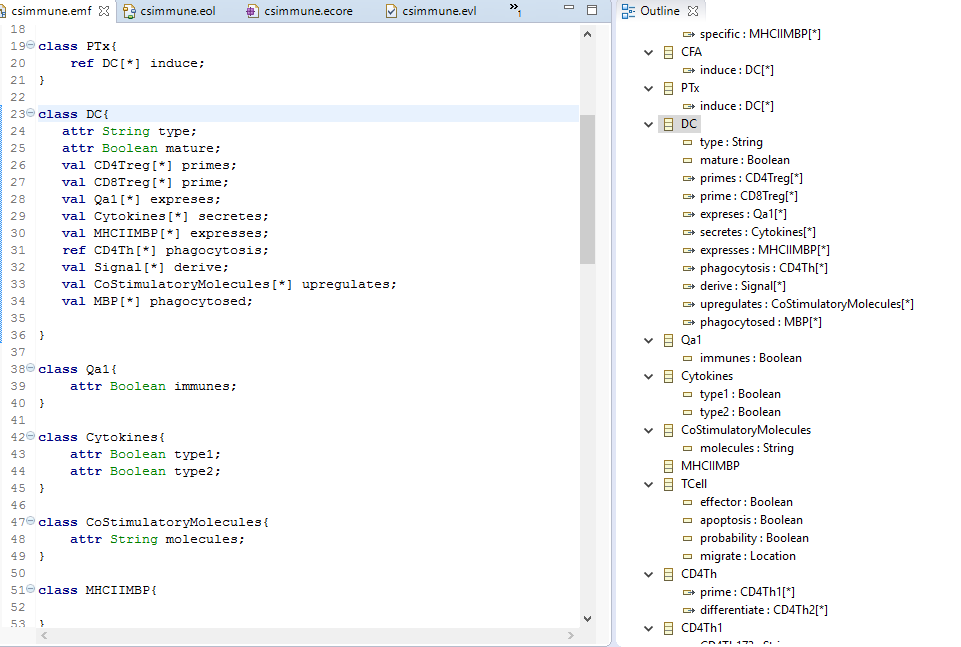 csimmune.emf
csimmune.eol
csimmune.ecore
csimmune.evl
»1
18
19 class PTx{
20 ref DC[*] induce;
21 }
22
23 class DC{
24 attr String type;
25 attr Boolean mature;
26 val CD4Treg[*] primes;
27 val CD8Treg[*] prime;
28 val Qa1[*] expreses;
29 val Cytokines[*] secretes;
30 val MHCIIMBP[*] expresses;
31 ref CD4Th[*] phagocytosis;
32 val Signal[*] derive;
33 val CoStimulatoryMolecules[*] upregulates;
34 val MBP[*] phagocytosed;
35
36 }
37
38 class Qa1{
39 attr Boolean immunes;
40 }
41
42 class Cytokines{
43 attr Boolean type1;
44 attr Boolean type2;
45 }
46
47 class CoStimulatoryMolecules{
48 attr String molecules;
49 }
50
51 class MHCIIMBP{
52
53 }
Outline
specific : MHCIIMBP[*]
CFA
induce : DC[*]
PTx
induce : DC[*]
DC
type : String
mature : Boolean
primes : CD4Treg[*]
prime : CD8Treg[*]
expreses : Qa1[*]
secretes : Cytokines[*]
expresses : MHCIIMBP[*]
phagocytosis : CD4Th[*]
derive : Signal[*]
upregulates : CoStimulatoryMolecules[*]
phagocytosed : MBP[*]
Qa1
immunes : Boolean
Cytokines
type1 : Boolean
type2 : Boolean
CoStimulatoryMolecules
molecules : String
MHCIIMBP
TCell
effector : Boolean
apoptosis : Boolean
probability : Boolean
migrate : Location
CD4Th
prime : CD4Th1[*]
differentiate : CD4Th2[*]
CD4Th1